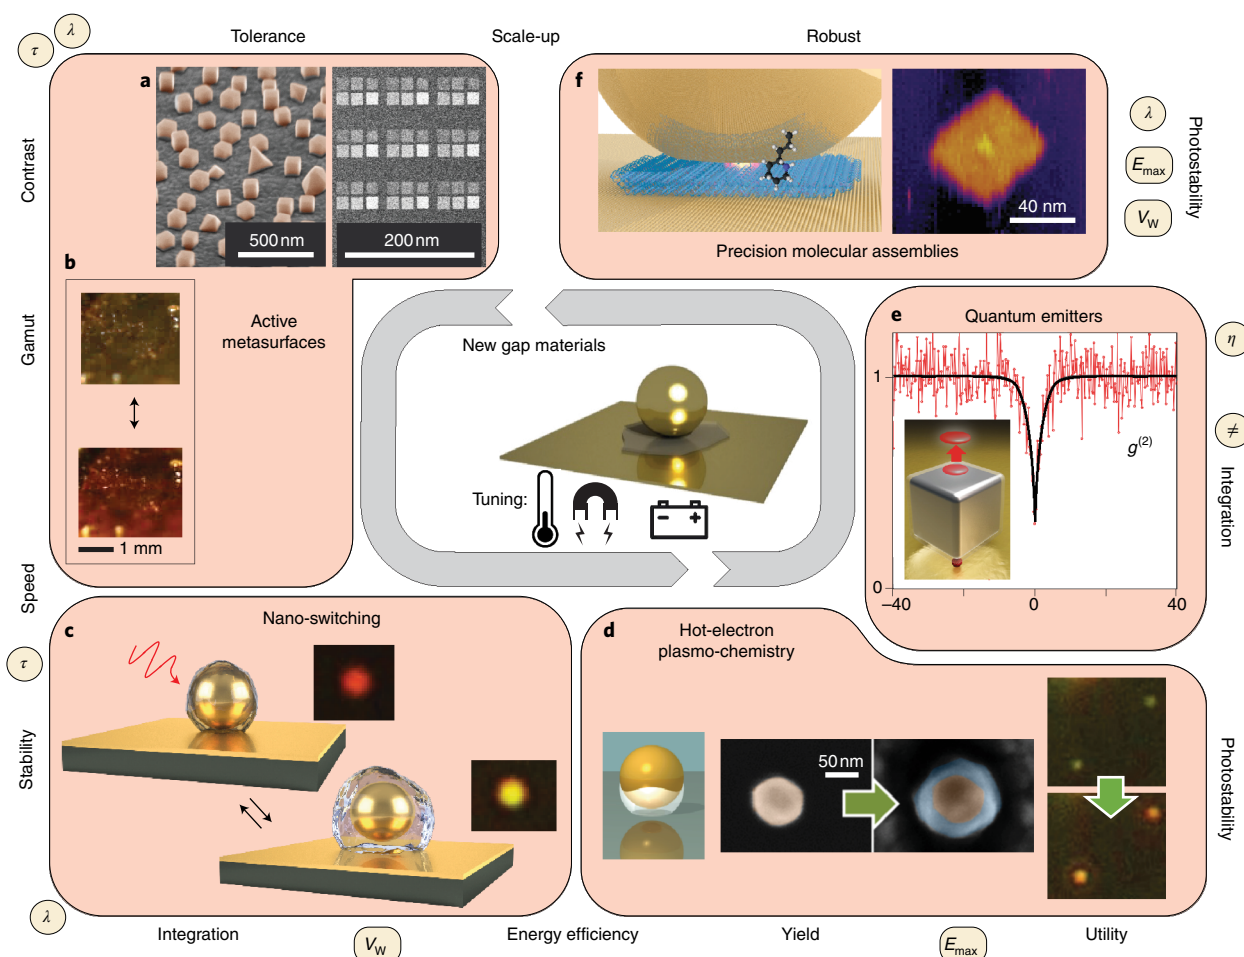 λ
τ
Tolerance
Scale-up
Robust
a
500 nm
200 nm
Contrast
f
40 nm
Precision molecular assemblies
λ
Emax
VW
Photostability
b
1 mm
Active
metasurfaces
Gamut
New gap materials
Tuning:
− +
e
Quantum emitters
1
0
−40
0
40
g(2)
η
≠
Integration
Speed
c
Nano-switching
τ
Stability
λ
d
Hot-electron
plasmo-chemistry
50 nm
Photostability
Integration
VW
Energy efficiency
Yield
Emax
Utility